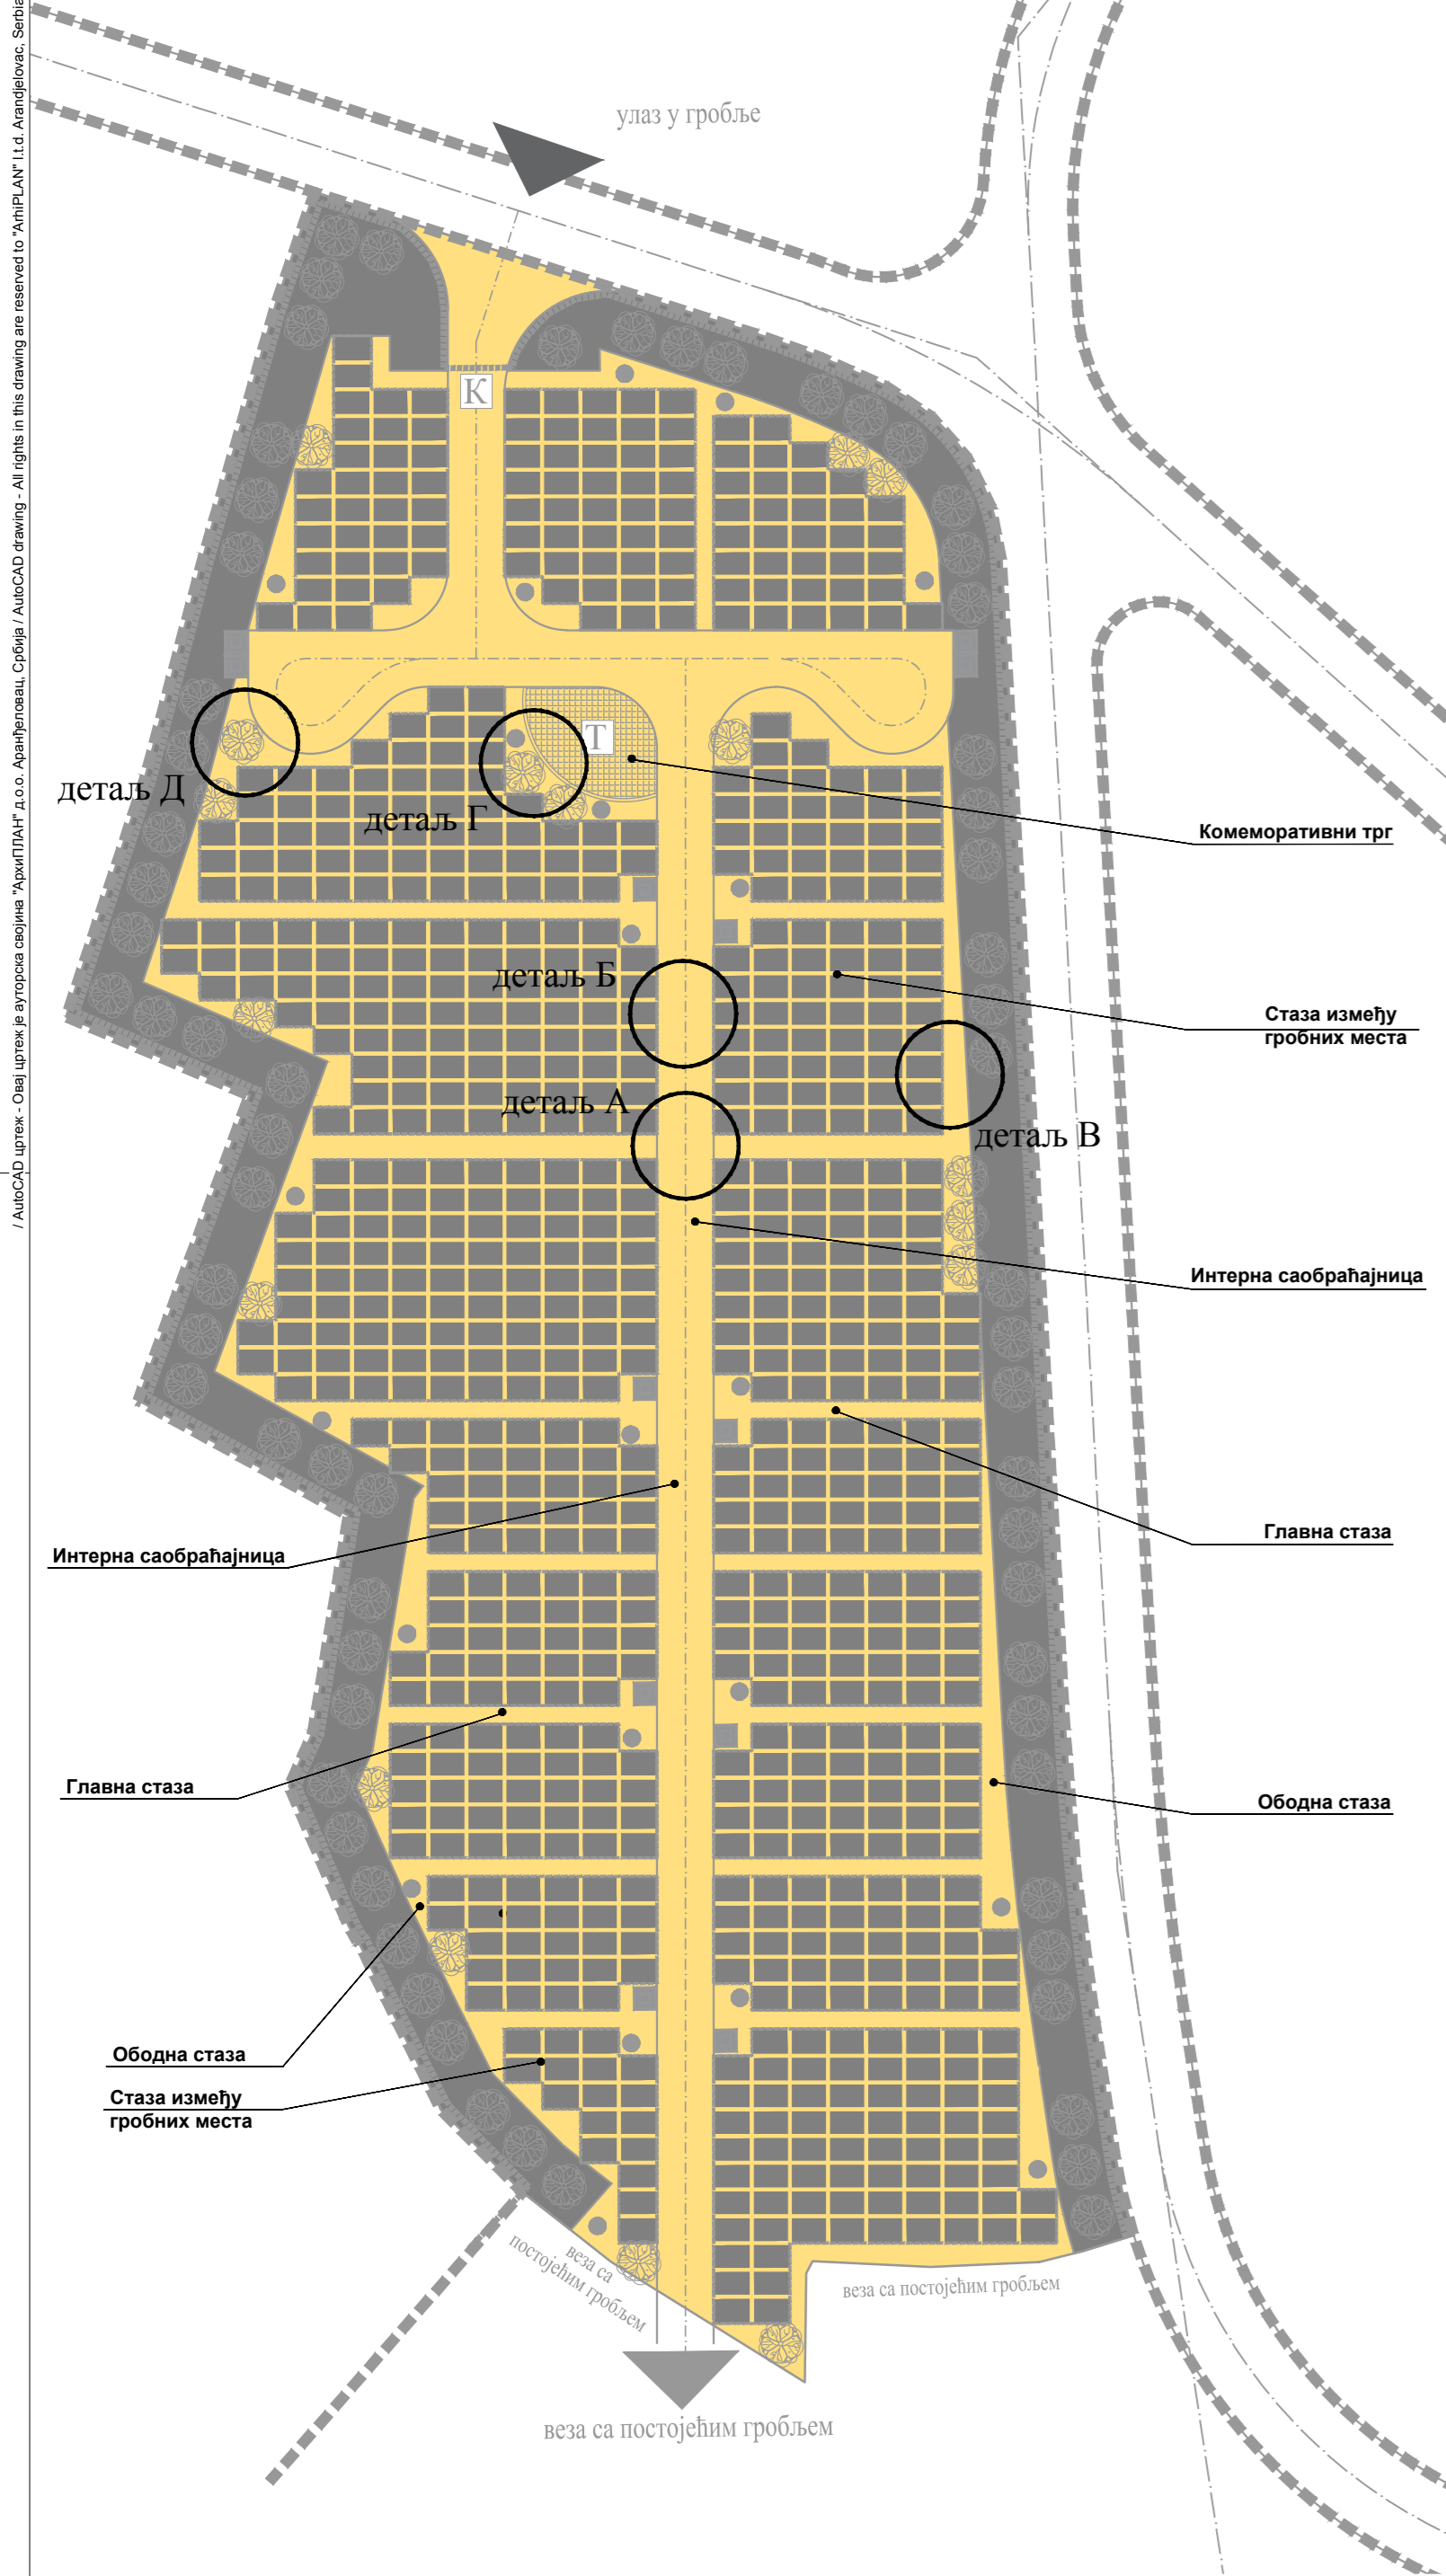 / AutoCAD цртеж - Овај цртеж је ауторска својина "АрхиПЛАН" д.о.о. Аранђеловац, Србија / AutoCAD drawing - All rights in this drawing are reserved to "ArhiPLAN" l.t.d. Arandjelovac, Serbia
улаз у гробље
К
Т
детаљ Д
детаљ Г
Комеморативни трг
детаљ Б
Стаза између
гробних места
детаљ А
детаљ В
Интерна саобраћајница
Главна стаза
Интерна саобраћајница
Главна стаза
Ободна стаза
Ободна стаза
Стаза између
гробних места
веза са
постојећим гробљем
веза са постојећим гробљем
веза са постојећим гробљем